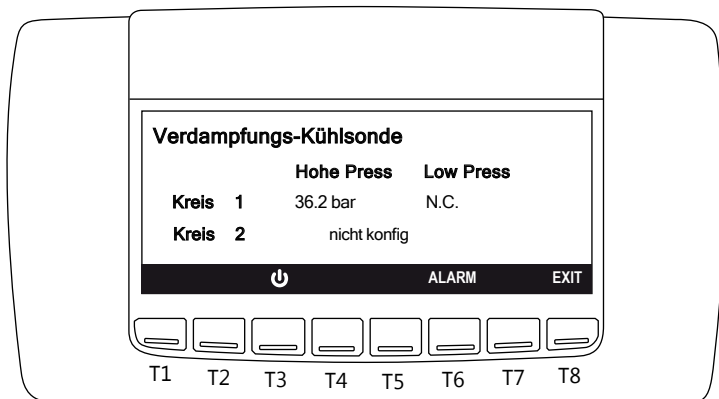 Verdampfungs-Kühlsonde
Hohe Press Low Press
Kreis 1 36.2 bar N.C.
Kreis 2 nicht konfig
ALARM EXIT
T1 T2 T3 T4 T5 T6 T7 T8